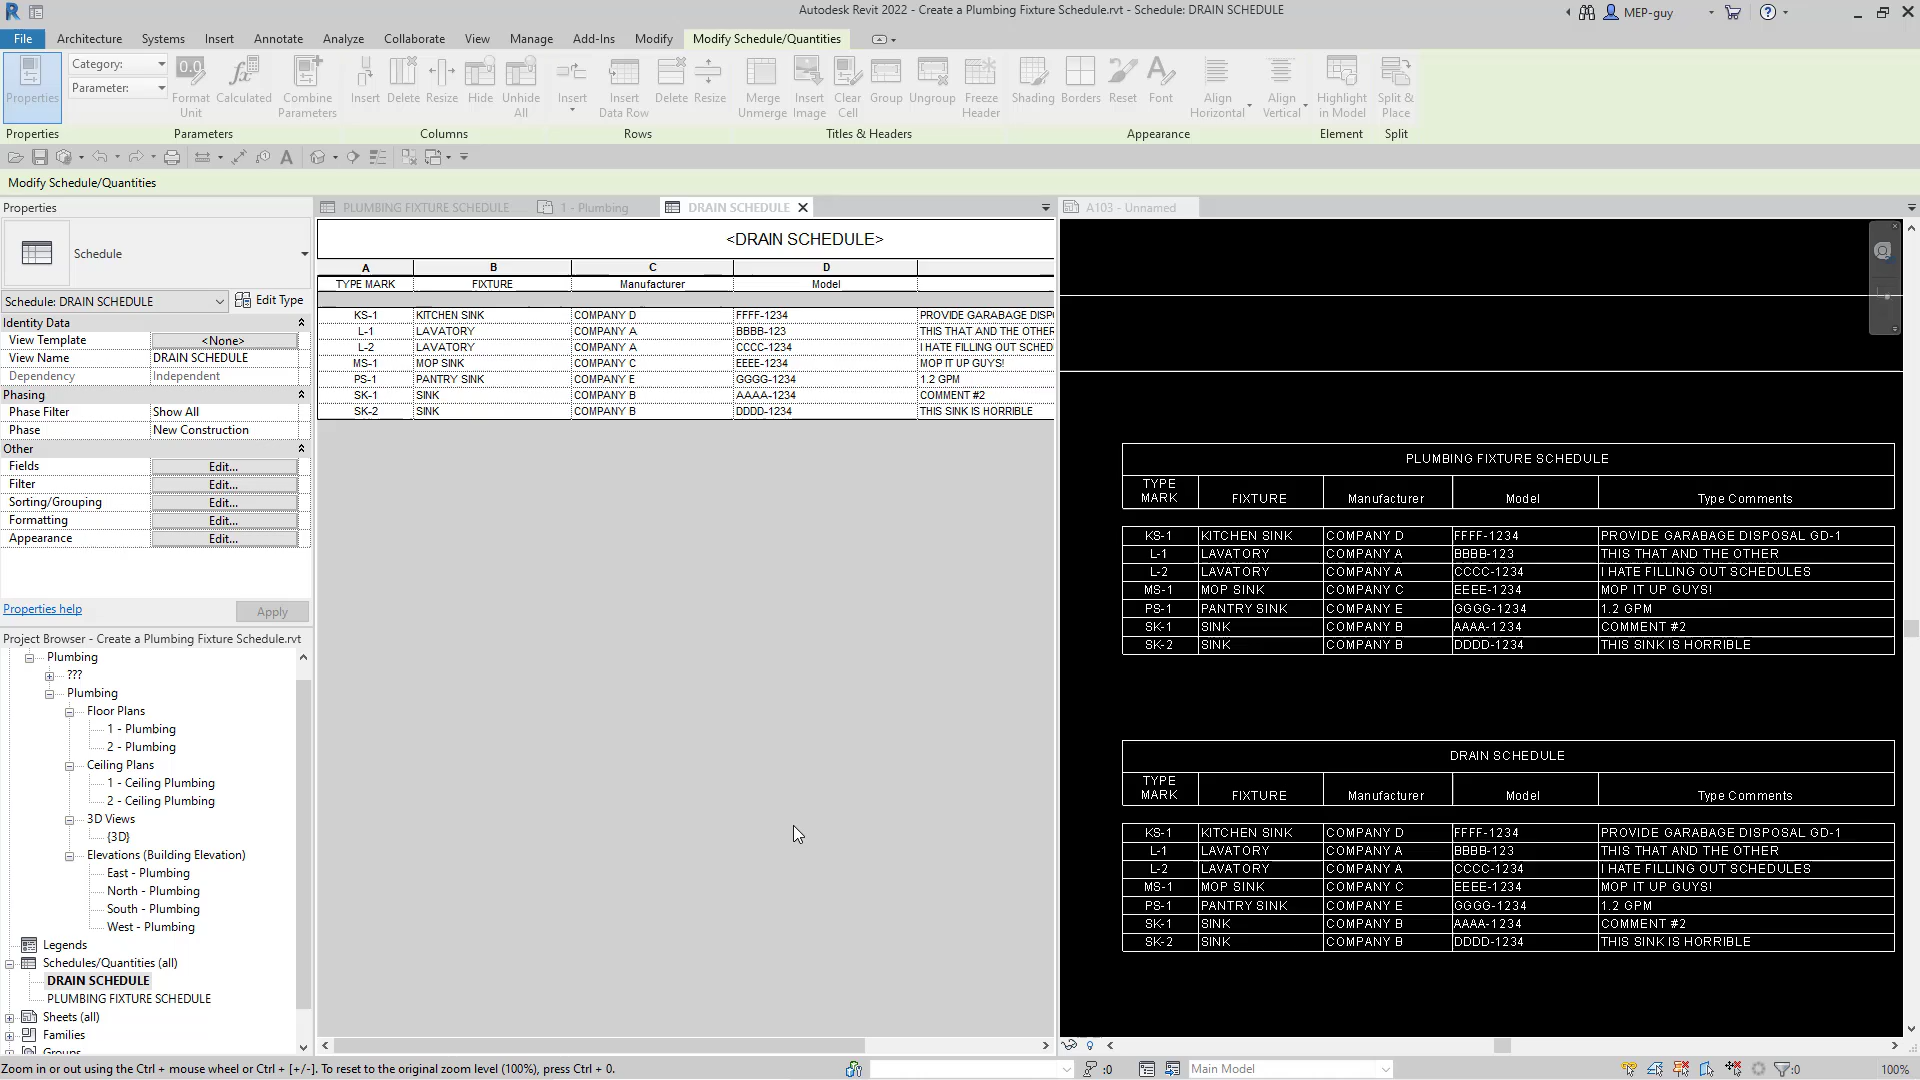 Autodesk Revit 2022 - Create a Plumbing Fixture Schedule.rvt - Schedule: DRAIN SCHEDULE
MEP-guy
File Architecture Systems Insert Annotate Analyze Collaborate View Manage Add-Ins Modify Modify Schedule/Quantities
Properties
Category:
Parameter:
Format Unit
Calculated
Combine Parameters
Insert
Delete
Resize
Hide
Unhide All
Insert
Insert Data Row
Delete
Resize
Merge Unmerge
Insert Image
Clear Cell
Group
Ungroup
Freeze Header
Shading
Borders
Reset
Font
Align Horizontal
Align Vertical
Highlight in Model
Split & Place
Properties Parameters Columns Rows Titles & Headers Appearance Element Split
Modify Schedule/Quantities
Properties
Schedule
Schedule: DRAIN SCHEDULE
Edit Type
Identity Data
View Template <None>
View Name DRAIN SCHEDULE
Dependency Independent
Phasing
Phase Filter Show All
Phase New Construction
Other
Fields Edit...
Filter Edit...
Sorting/Grouping Edit...
Formatting Edit...
Appearance Edit...
Properties help
Apply
Project Browser - Create a Plumbing Fixture Schedule.rvt
Plumbing
???
Plumbing
Floor Plans
1 - Plumbing
2 - Plumbing
Ceiling Plans
1 - Ceiling Plumbing
2 - Ceiling Plumbing
3D Views
{3D}
Elevations (Building Elevation)
East - Plumbing
North - Plumbing
South - Plumbing
West - Plumbing
Legends
Schedules/Quantities (all)
DRAIN SCHEDULE
PLUMBING FIXTURE SCHEDULE
Sheets (all)
Families
Groups
PLUMBING FIXTURE SCHEDULE
1 - Plumbing
DRAIN SCHEDULE
<DRAIN SCHEDULE>
A B C D
TYPE MARK FIXTURE Manufacturer Model
KS-1 KITCHEN SINK COMPANY D FFFF-1234 PROVIDE GARABAGE DISP
L-1 LAVATORY COMPANY A BBBB-123 THIS THAT AND THE OTHER
L-2 LAVATORY COMPANY A CCCC-1234 I HATE FILLING OUT SCHED
MS-1 MOP SINK COMPANY C EEEE-1234 MOP IT UP GUYS!
PS-1 PANTRY SINK COMPANY E GGGG-1234 1.2 GPM
SK-1 SINK COMPANY B AAAA-1234 COMMENT #2
SK-2 SINK COMPANY B DDDD-1234 THIS SINK IS HORRIBLE
A103 - Unnamed
PLUMBING FIXTURE SCHEDULE
TYPE MARK FIXTURE Manufacturer Model Type Comments
KS-1 KITCHEN SINK COMPANY D FFFF-1234 PROVIDE GARABAGE DISPOSAL GD-1
L-1 LAVATORY COMPANY A BBBB-123 THIS THAT AND THE OTHER
L-2 LAVATORY COMPANY A CCCC-1234 I HATE FILLING OUT SCHEDULES
MS-1 MOP SINK COMPANY C EEEE-1234 MOP IT UP GUYS!
PS-1 PANTRY SINK COMPANY E GGGG-1234 1.2 GPM
SK-1 SINK COMPANY B AAAA-1234 COMMENT #2
SK-2 SINK COMPANY B DDDD-1234 THIS SINK IS HORRIBLE
DRAIN SCHEDULE
TYPE MARK FIXTURE Manufacturer Model Type Comments
KS-1 KITCHEN SINK COMPANY D FFFF-1234 PROVIDE GARABAGE DISPOSAL GD-1
L-1 LAVATORY COMPANY A BBBB-123 THIS THAT AND THE OTHER
L-2 LAVATORY COMPANY A CCCC-1234 I HATE FILLING OUT SCHEDULES
MS-1 MOP SINK COMPANY C EEEE-1234 MOP IT UP GUYS!
PS-1 PANTRY SINK COMPANY E GGGG-1234 1.2 GPM
SK-1 SINK COMPANY B AAAA-1234 COMMENT #2
SK-2 SINK COMPANY B DDDD-1234 THIS SINK IS HORRIBLE
Zoom in or out using the Ctrl + mouse wheel or Ctrl + [+/-]. To reset to the original zoom level (100%), press Ctrl + 0.
:0
Main Model
:0
100%